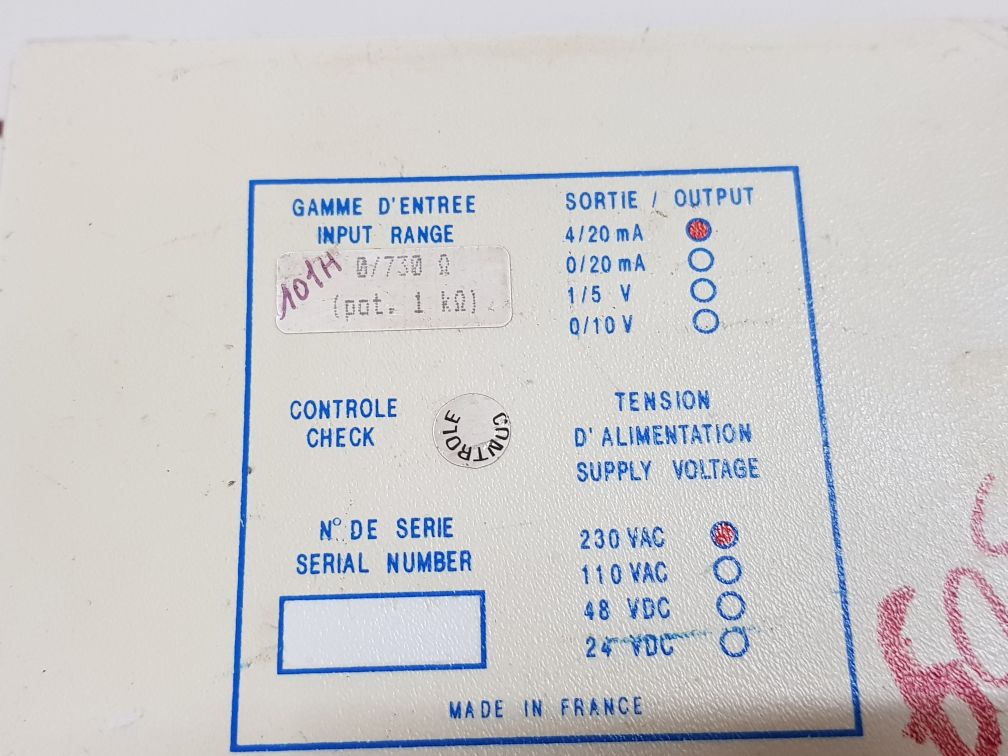 GAMME D'ENTREE
INPUT RANGE
101H
0/730 Ω
(pot. 1 kΩ)
SORTIE / OUTPUT
4/20 mA
0/20 mA
1/5 V
0/10 V
CONTROLE
CHECK
CONTROLE
TENSION
D'ALIMENTATION
SUPPLY VOLTAGE
230 VAC
110 VAC
48 VDC
24 VDC
N° DE SERIE
SERIAL NUMBER
MADE IN FRANCE